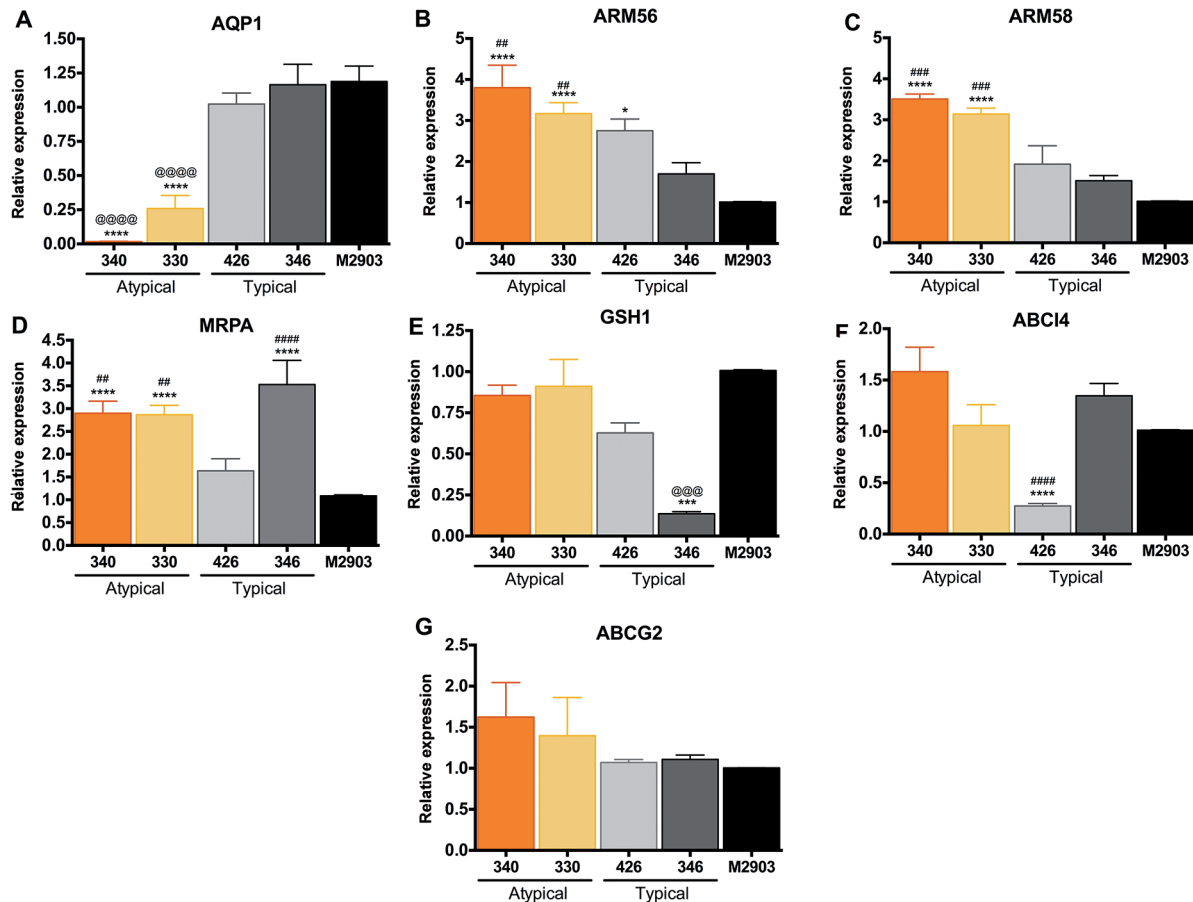 A
AQP1
Relative expression
1.50
1.25
1.00
0.75
0.50
0.25
0.00
@@@@
****
@@@@
****
340 330 426 346 M2903
Atypical Typical
B
ARM56
Relative expression
5
4
3
2
1
0
##
****
##
****
*
340 330 426 346 M2903
Atypical Typical
C
ARM58
Relative expression
5
4
3
2
1
0
###
****
###
****
340 330 426 346 M2903
Atypical Typical
D
MRPA
Relative expression
4.5
4.0
3.5
3.0
2.5
2.0
1.5
1.0
0.5
0.0
##
****
##
****
####
****
340 330 426 346 M2903
Atypical Typical
E
GSH1
Relative expression
1.25
1.00
0.75
0.50
0.25
0.00
@@@
***
340 330 426 346 M2903
Atypical Typical
F
ABCI4
Relative expression
2.0
1.5
1.0
0.5
0.0
####
****
340 330 426 346 M2903
Atypical Typical
G
ABCG2
Relative expression
2.5
2.0
1.5
1.0
0.5
0.0
340 330 426 346 M2903
Atypical Typical